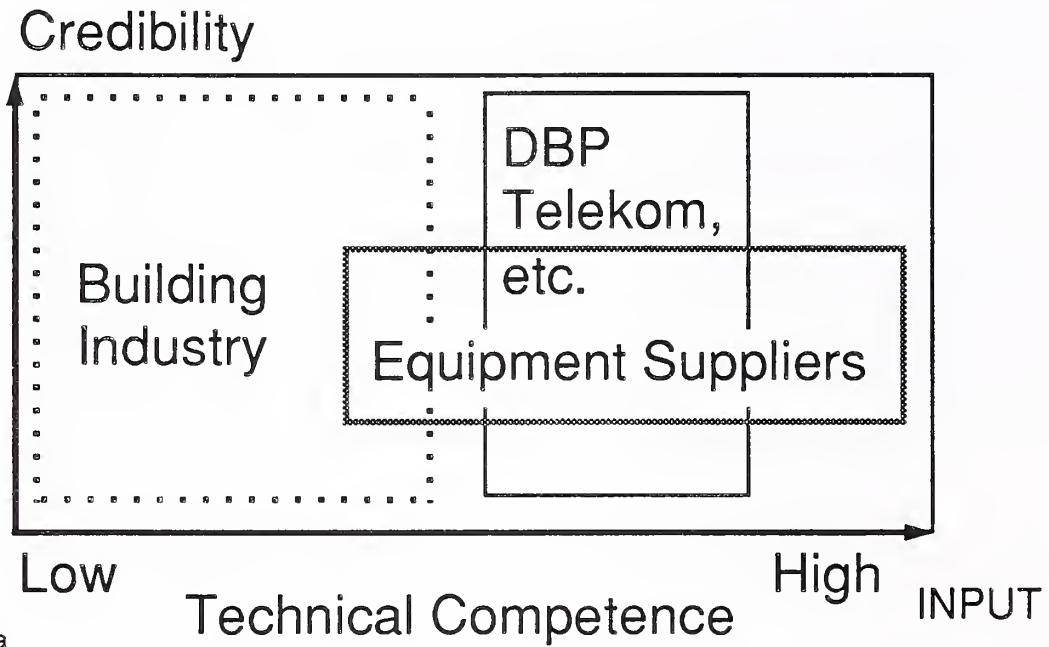 Credibility
DBP
Telekom,
etc.
Building
Industry
Equipment Suppliers
Low
High
Technical Competence
INPUT
a